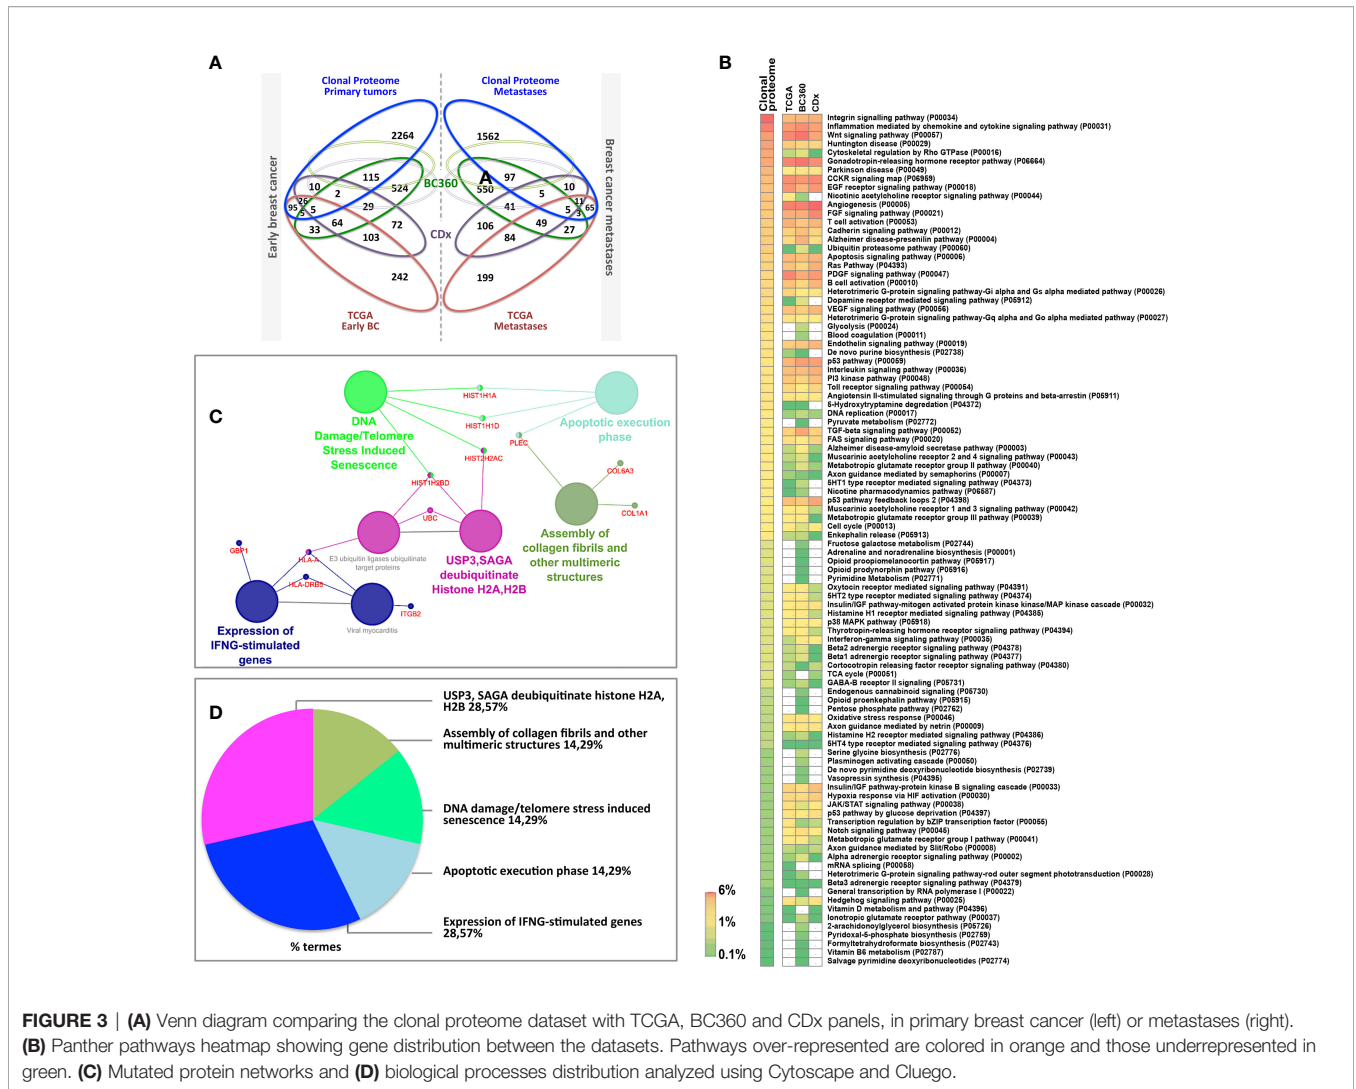 A
Clonal Proteome
Primary tumors
Clonal Proteome
Metastases
Early breast cancer
Breast cancer metastases
2264
1562
115
BC360
A
97
10
2
524
550
5
10
26
95
5
5
29
41
11
5
65
3
33
64
72
106
49
27
103
CDx
84
242
199
TCGA
Early BC
TCGA
Metastases
C
HIST1H1A
HIST1H1D
DNA
Damage/Telomere
Stress Induced
Senescence
Apoptotic execution
phase
PLEC
HIST2H2AC
COL6A3
HIST1H2BD
UBC
COL1A1
GBP1
HLA-A
E3 ubiquitin ligases ubiquitinate
target proteins
USP3,SAGA
deubiquitinate
Histone H2A,H2B
Assembly of
collagen fibrils and
other multimeric
structures
HLA-DRB5
ITGB2
Expression of
IFNG-stimulated
genes
Viral myocarditis
D
USP3, SAGA deubiquitinate histone H2A,
H2B 28,57%
Assembly of collagen fibrils and other
multimeric structures 14,29%
DNA damage/telomere stress induced
senescence 14,29%
Apoptotic execution phase 14,29%
Expression of IFNG-stimulated genes
28,57%
% termes
B
Clonal
proteome
TCGA
BC360
CDx
Integrin signalling pathway (P00034)
Inflammation mediated by chemokine and cytokine signaling pathway (P00031)
Wnt signaling pathway (P00057)
Huntington disease (P00029)
Cytoskeletal regulation by Rho GTPase (P00016)
Gonadotropin-releasing hormone receptor pathway (P06664)
Parkinson disease (P00049)
CCKR signaling map (P06959)
EGF receptor signaling pathway (P00018)
Nicotinic acetylcholine receptor signaling pathway (P00044)
Angiogenesis (P00005)
FGF signaling pathway (P00021)
T cell activation (P00053)
Cadherin signaling pathway (P00012)
Alzheimer disease-presenilin pathway (P00004)
Ubiquitin proteasome pathway (P00060)
Apoptosis signaling pathway (P00006)
Ras Pathway (P04393)
PDGF signaling pathway (P00047)
B cell activation (P00010)
Heterotrimeric G-protein signaling pathway-Gi alpha and Gs alpha mediated pathway (P00026)
Dopamine receptor mediated signaling pathway (P05912)
VEGF signaling pathway (P00056)
Heterotrimeric G-protein signaling pathway-Gq alpha and Go alpha mediated pathway (P00027)
Glycolysis (P00024)
Blood coagulation (P00011)
Endothelin signaling pathway (P00019)
De novo purine biosynthesis (P02738)
p53 pathway (P00059)
Interleukin signaling pathway (P00036)
PI3 kinase pathway (P00048)
Toll receptor signaling pathway (P00054)
Angiotensin II-stimulated signaling through G proteins and beta-arrestin (P05911)
5-Hydroxytryptamine degredation (P04372)
DNA replication (P00017)
Pyruvate metabolism (P02772)
TGF-beta signaling pathway (P00052)
FAS signaling pathway (P00020)
Alzheimer disease-amyloid secretase pathway (P00003)
Muscarinic acetylcholine receptor 2 and 4 signaling pathway (P00043)
Metabotropic glutamate receptor group II pathway (P00040)
Axon guidance mediated by semaphorins (P00007)
5HT1 type receptor mediated signaling pathway (P04373)
Nicotine pharmacodynamics pathway (P06587)
p53 pathway feedback loops 2 (P04398)
Muscarinic acetylcholine receptor 1 and 3 signaling pathway (P00042)
Metabotropic glutamate receptor group III pathway (P00039)
Cell cycle (P00013)
Enkephalin release (P05913)
Fructose galactose metabolism (P02744)
Adrenaline and noradrenaline biosynthesis (P00001)
Opioid proopiomelanocortin pathway (P05917)
Opioid prodynorphin pathway (P05916)
Pyrimidine Metabolism (P02771)
Oxytocin receptor mediated signaling pathway (P04391)
5HT2 type receptor mediated signaling pathway (P04374)
Insulin/IGF pathway-mitogen activated protein kinase kinase/MAP kinase cascade (P00032)
Histamine H1 receptor mediated signaling pathway (P04385)
p38 MAPK pathway (P05918)
Thyrotropin-releasing hormone receptor signaling pathway (P04394)
Interferon-gamma signaling pathway (P00035)
Beta2 adrenergic receptor signaling pathway (P04378)
Beta1 adrenergic receptor signaling pathway (P04377)
Cortocotropin releasing factor receptor signaling pathway (P04380)
TCA cycle (P00051)
GABA-B receptor II signaling (P05731)
Endogenous cannabinoid signaling (P05730)
Opioid proenkephalin pathway (P05915)
Pentose phosphate pathway (P02762)
Oxidative stress response (P00046)
Axon guidance mediated by netrin (P00009)
Histamine H2 receptor mediated signaling pathway (P04386)
5HT4 type receptor mediated signaling pathway (P04376)
Serine glycine biosynthesis (P02776)
Plasminogen activating cascade (P00050)
De novo pyrimidine deoxyribonucleotide biosynthesis (P02739)
Vasopressin synthesis (P04395)
Insulin/IGF pathway-protein kinase B signaling cascade (P00033)
Hypoxia response via HIF activation (P00030)
JAK/STAT signaling pathway (P00038)
p53 pathway by glucose deprivation (P04397)
Transcription regulation by bZIP transcription factor (P00055)
Notch signaling pathway (P00045)
Metabotropic glutamate receptor group I pathway (P00041)
Axon guidance mediated by Slit/Robo (P00008)
Alpha adrenergic receptor signaling pathway (P00002)
mRNA splicing (P00058)
Heterotrimeric G-protein signaling pathway-rod outer segment phototransduction (P00028)
Beta3 adrenergic receptor signaling pathway (P04379)
General transcription by RNA polymerase I (P00022)
Hedgehog signaling pathway (P00025)
Vitamin D metabolism and pathway (P04396)
Ionotropic glutamate receptor pathway (P00037)
2-arachidonoylglycerol biosynthesis (P05726)
Pyridoxal-5-phosphate biosynthesis (P02759)
Formyltetrahydroformate biosynthesis (P02743)
Vitamin B6 metabolism (P02787)
Salvage pyrimidine deoxyribonucleotides (P02774)
6%
1%
0.1%
FIGURE 3 | (A) Venn diagram comparing the clonal proteome dataset with TCGA, BC360 and CDx panels, in primary breast cancer (left) or metastases (right).
(B) Panther pathways heatmap showing gene distribution between the datasets. Pathways over-represented are colored in orange and those underrepresented in
green. (C) Mutated protein networks and (D) biological processes distribution analyzed using Cytoscape and Cluego.